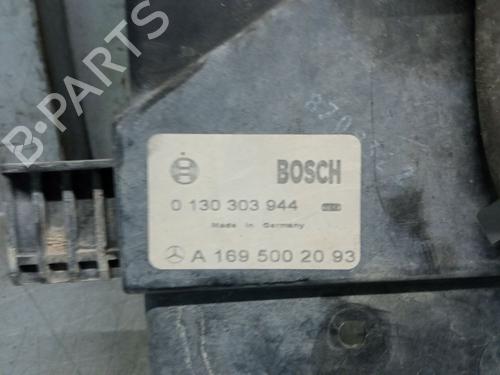 B-PARTS
BOSCH
0 130 303 944
Made in Germany
A 169 500 20 93